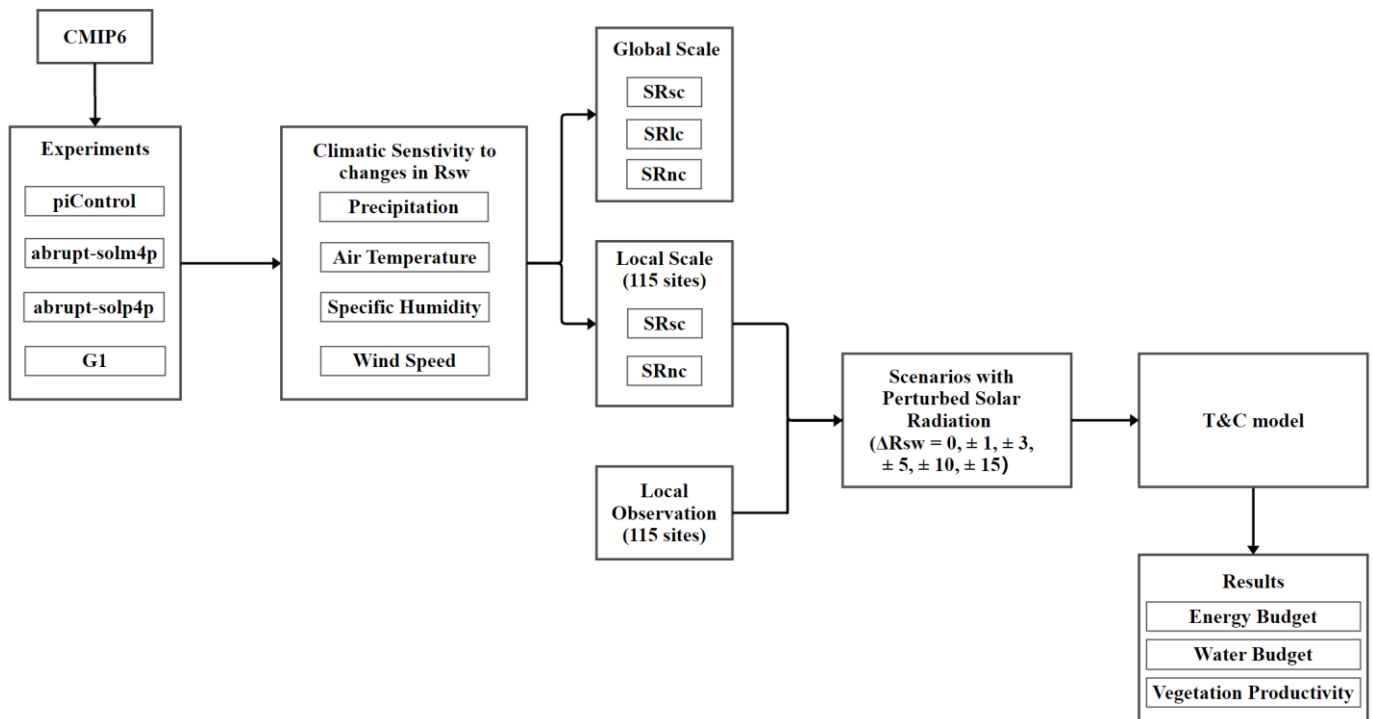 CMIP6
Experiments
piControl
abrupt-solm4p
abrupt-solp4p
G1
Climatic Senstivity to
changes in Rsw
Precipitation
Air Temperature
Specific Humidity
Wind Speed
Global Scale
SRsc
SRlc
SRnc
Local Scale
(115 sites)
SRsc
SRnc
Local
Observation
(115 sites)
Scenarios with
Perturbed Solar
Radiation
(ΔRsw = 0, ± 1, ± 3,
± 5, ± 10, ± 15)
T&C model
Results
Energy Budget
Water Budget
Vegetation Productivity